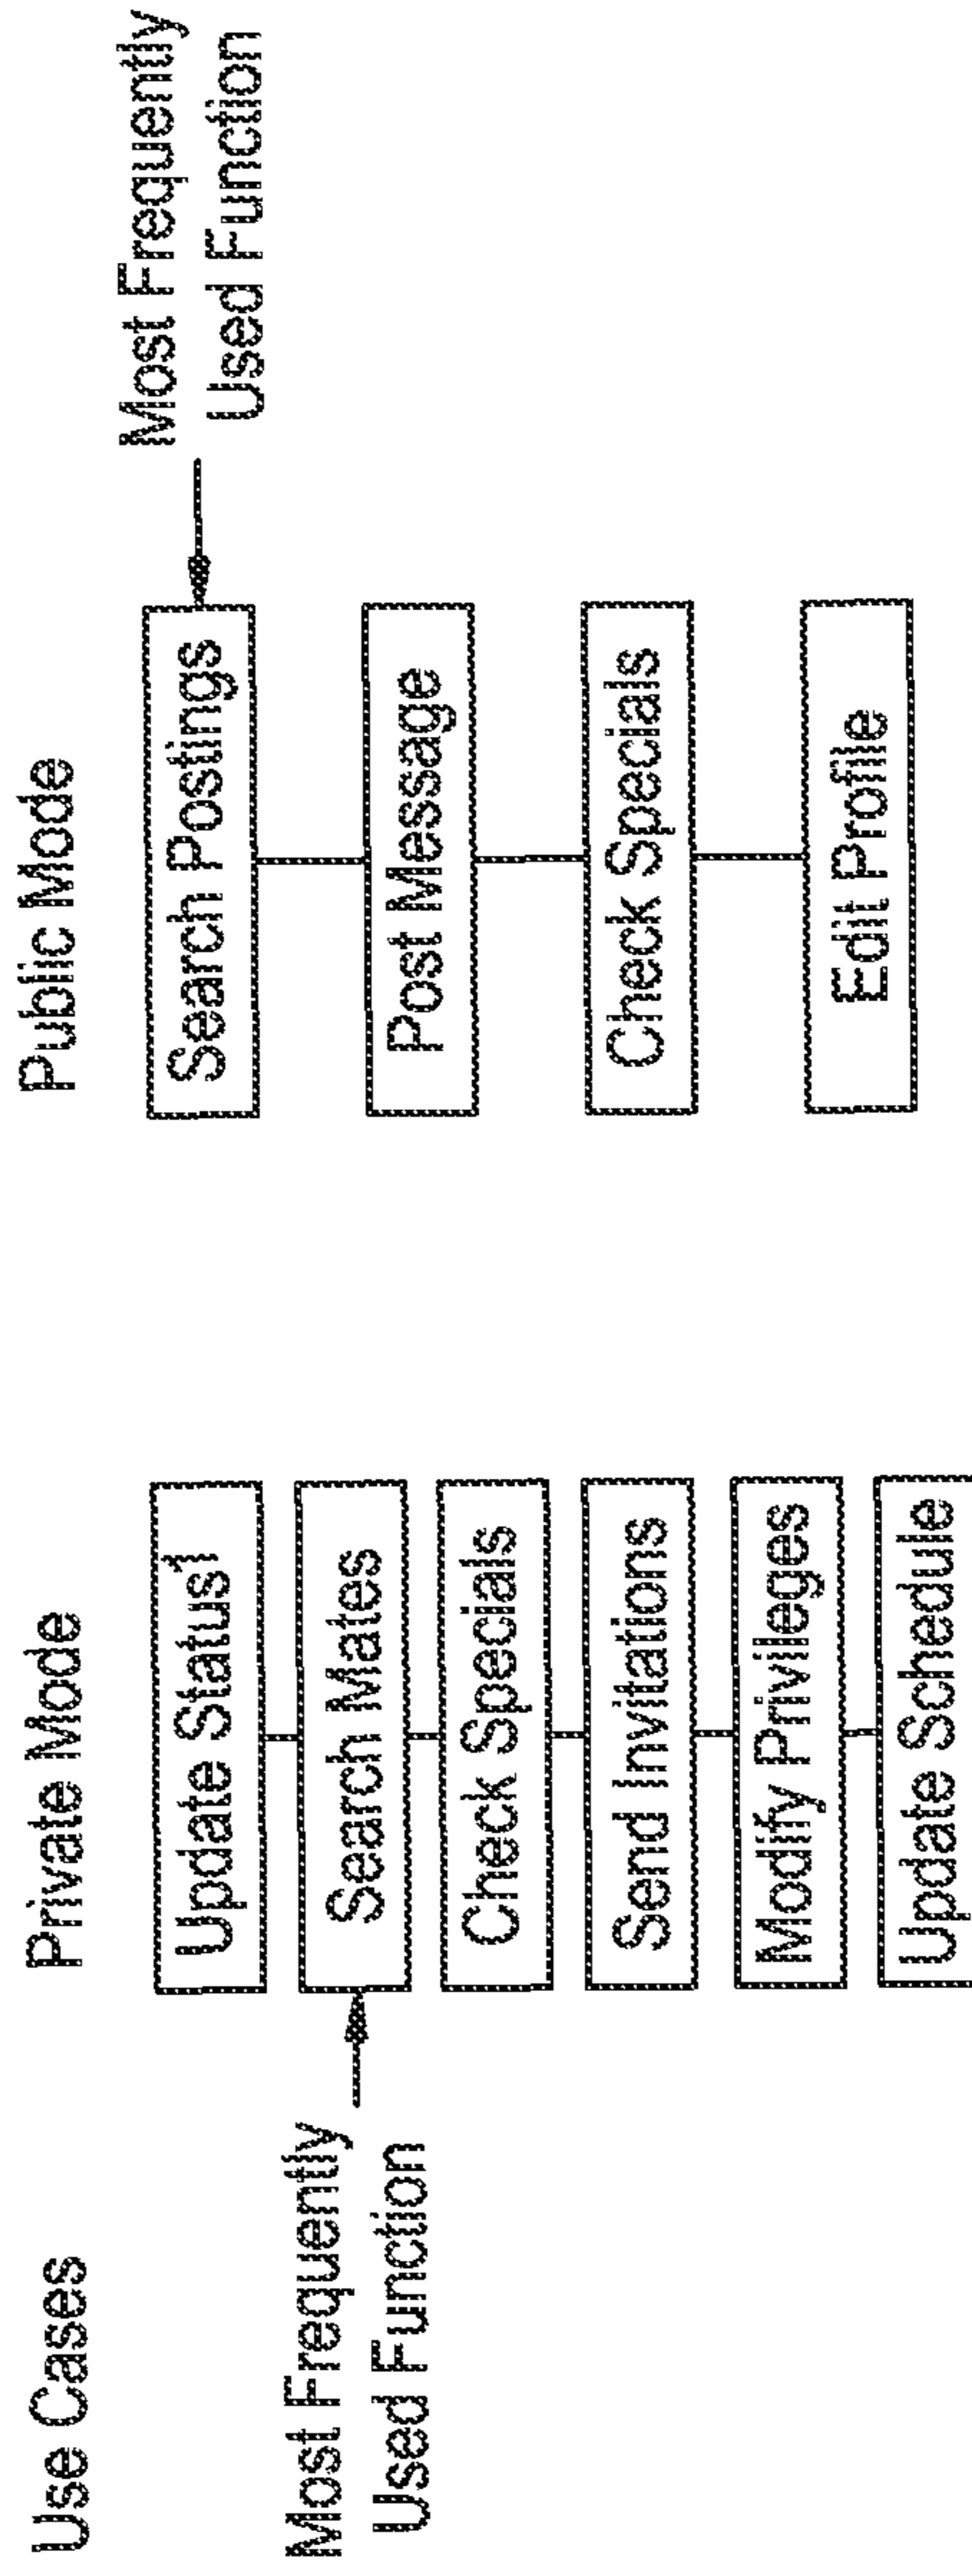 Use Cases
Private Mode
Public Mode
Update Status*1
Search Mates
Check Specials
Send Invitations
Modify Privileges
Update Schedule
Most Frequently
Used Function
Search Postings
Post Message
Check Specials
Edit Profile
Most Frequently
Used Function